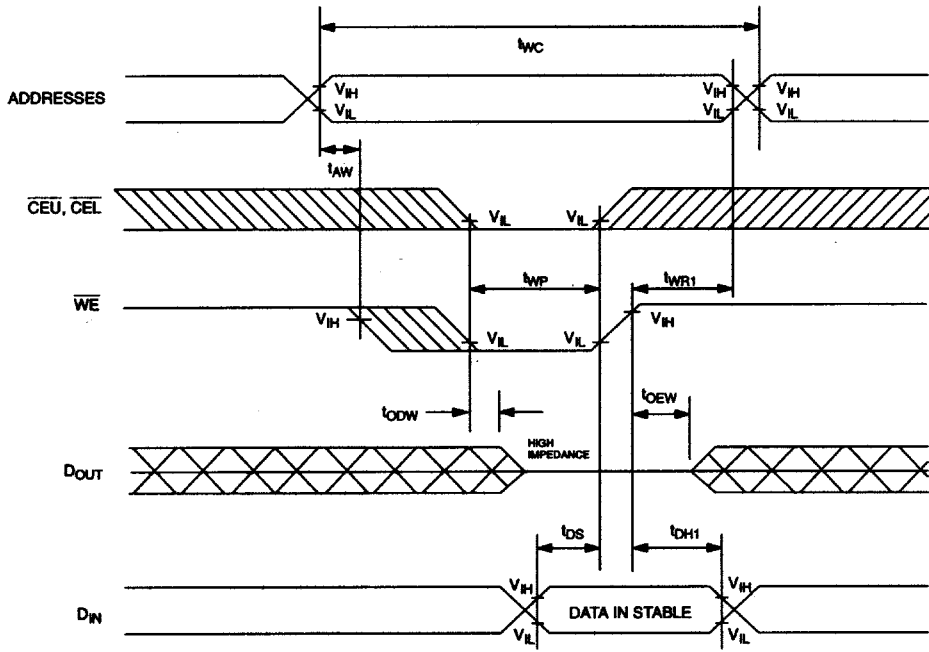 tWC
ADDRESSES
VIH
VIL
VIH
VIL
VIH
VIL
tAW
CEU, CEL
VIL
VIL
tWP
tWR1
WE
VIH
VIL
VIL
VIH
tODW
tOEW
HIGH
IMPEDANCE
DOUT
tDS
tDH1
VIH
VIH
DIN
DATA IN STABLE
VIL
VIL